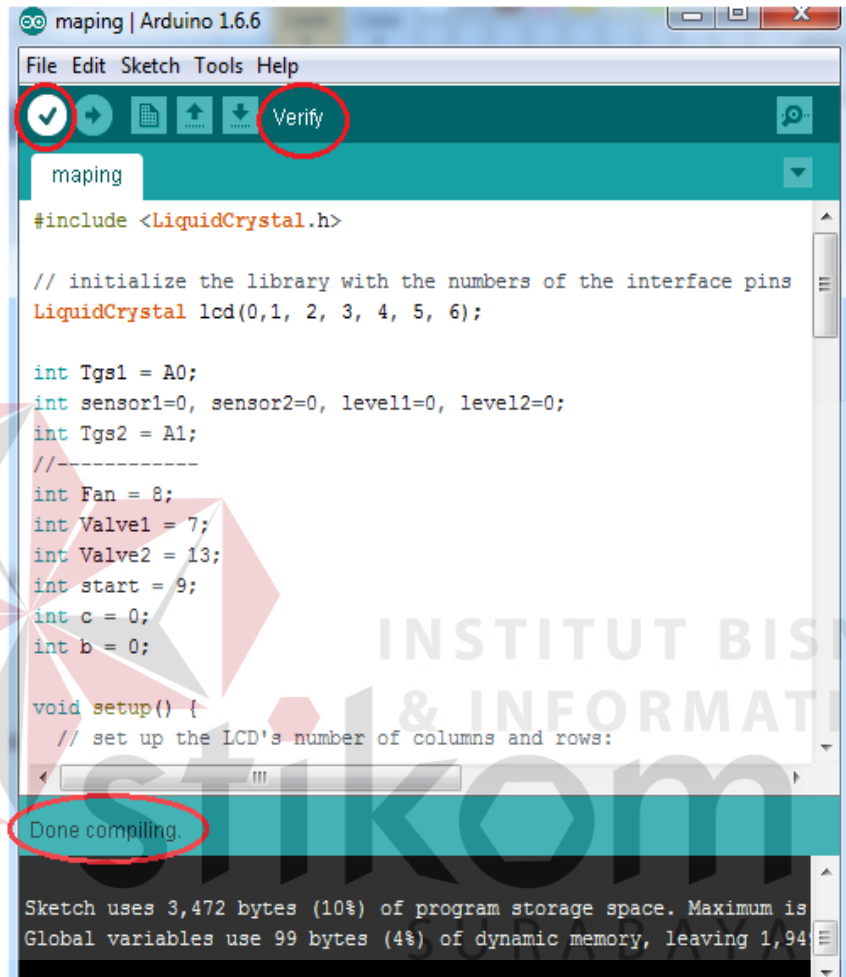 maping | Arduino 1.6.6
File Edit Sketch Tools Help
Verify
maping
#include <LiquidCrystal.h>
// initialize the library with the numbers of the interface pins
LiquidCrystal lcd(0,1, 2, 3, 4, 5, 6);
int Tgs1 = A0;
int sensor1=0, sensor2=0, level1=0, level2=0;
int Tgs2 = A1;
//------------
int Fan = 8;
int Valve1 = 7;
int Valve2 = 13;
int start = 9;
int c = 0;
int b = 0;
INSTITUT BISN
void setup() {
& INFORMATI
// set up the LCD's number of columns and rows:
stikom
Done compiling.
Sketch uses 3,472 bytes (10%) of program storage space. Maximum is
Global variables use 99 bytes (4%) of dynamic memory, leaving 1,949
SURABAYA